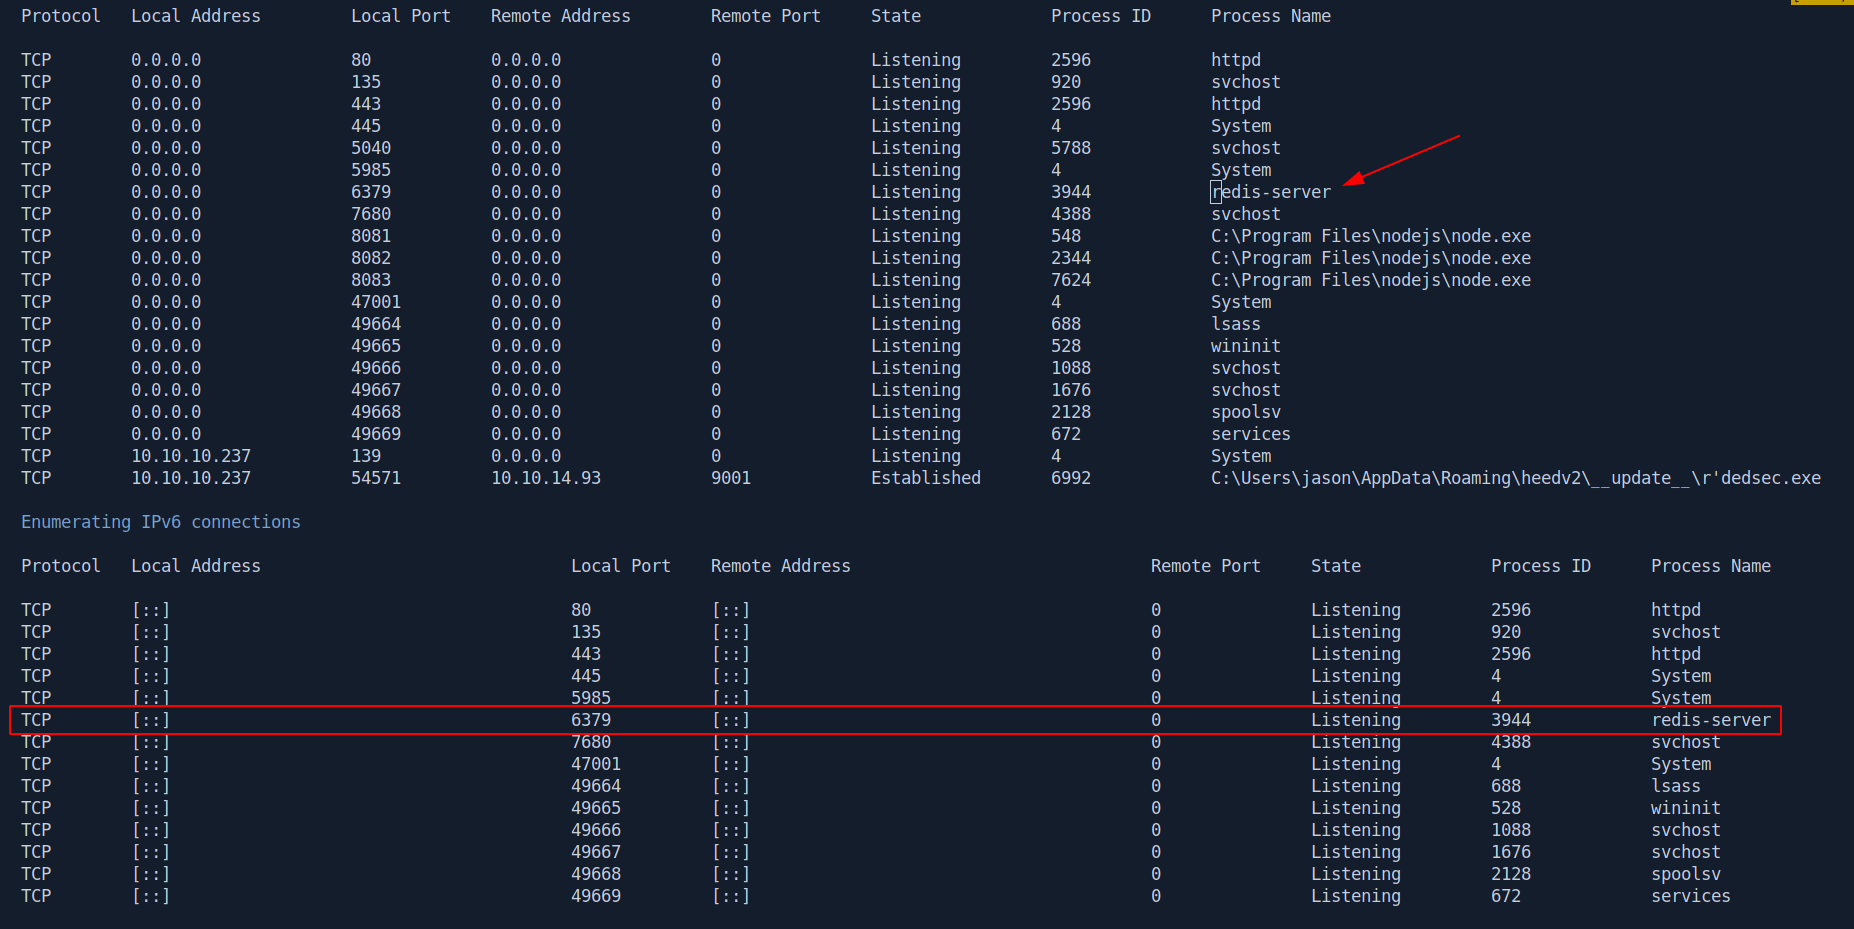 Protocol Local Address Local Port Remote Address Remote Port State Process ID Process Name
TCP 0.0.0.0 80 0.0.0.0 0 Listening 2596 httpd
TCP 0.0.0.0 135 0.0.0.0 0 Listening 920 svchost
TCP 0.0.0.0 443 0.0.0.0 0 Listening 2596 httpd
TCP 0.0.0.0 445 0.0.0.0 0 Listening 4 System
TCP 0.0.0.0 5040 0.0.0.0 0 Listening 5788 svchost
TCP 0.0.0.0 5985 0.0.0.0 0 Listening 4 System
TCP 0.0.0.0 6379 0.0.0.0 0 Listening 3944 redis-server
TCP 0.0.0.0 7680 0.0.0.0 0 Listening 4388 svchost
TCP 0.0.0.0 8081 0.0.0.0 0 Listening 548 C:\Program Files\nodejs\node.exe
TCP 0.0.0.0 8082 0.0.0.0 0 Listening 2344 C:\Program Files\nodejs\node.exe
TCP 0.0.0.0 8083 0.0.0.0 0 Listening 7624 C:\Program Files\nodejs\node.exe
TCP 0.0.0.0 47001 0.0.0.0 0 Listening 4 System
TCP 0.0.0.0 49664 0.0.0.0 0 Listening 688 lsass
TCP 0.0.0.0 49665 0.0.0.0 0 Listening 528 wininit
TCP 0.0.0.0 49666 0.0.0.0 0 Listening 1088 svchost
TCP 0.0.0.0 49667 0.0.0.0 0 Listening 1676 svchost
TCP 0.0.0.0 49668 0.0.0.0 0 Listening 2128 spoolsv
TCP 0.0.0.0 49669 0.0.0.0 0 Listening 672 services
TCP 10.10.10.237 139 0.0.0.0 0 Listening 4 System
TCP 10.10.10.237 54571 10.10.14.93 9001 Established 6992 C:\Users\jason\AppData\Roaming\heedv2\__update__\r'dedsec.exe
Enumerating IPv6 connections
Protocol Local Address Local Port Remote Address Remote Port State Process ID Process Name
TCP [::] 80 [::] 0 Listening 2596 httpd
TCP [::] 135 [::] 0 Listening 920 svchost
TCP [::] 443 [::] 0 Listening 2596 httpd
TCP [::] 445 [::] 0 Listening 4 System
TCP [::] 5985 [::] 0 Listening 4 System
TCP [::] 6379 [::] 0 Listening 3944 redis-server
TCP [::] 7680 [::] 0 Listening 4388 svchost
TCP [::] 47001 [::] 0 Listening 4 System
TCP [::] 49664 [::] 0 Listening 688 lsass
TCP [::] 49665 [::] 0 Listening 528 wininit
TCP [::] 49666 [::] 0 Listening 1088 svchost
TCP [::] 49667 [::] 0 Listening 1676 svchost
TCP [::] 49668 [::] 0 Listening 2128 spoolsv
TCP [::] 49669 [::] 0 Listening 672 services